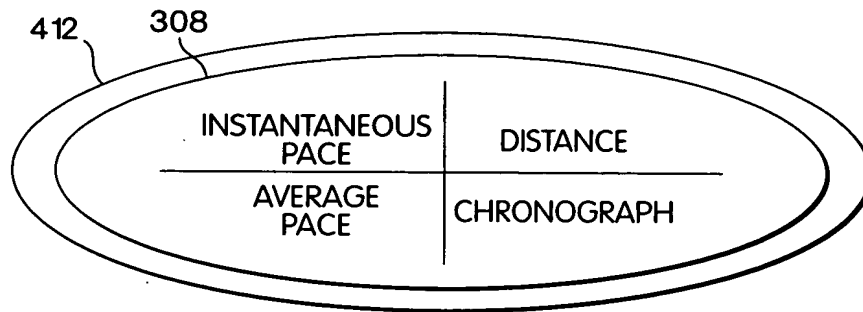 412
308
INSTANTANEOUS
PACE
DISTANCE
AVERAGE
PACE
CHRONOGRAPH